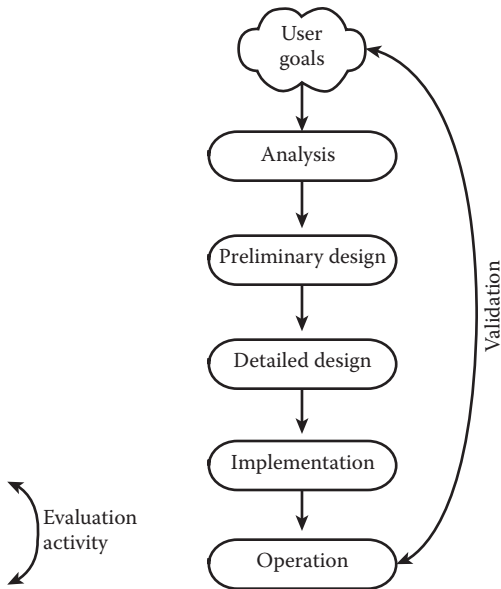 User
goals
Analysis
Preliminary design
Detailed design
Implementation
Operation
Validation
Evaluation
activity